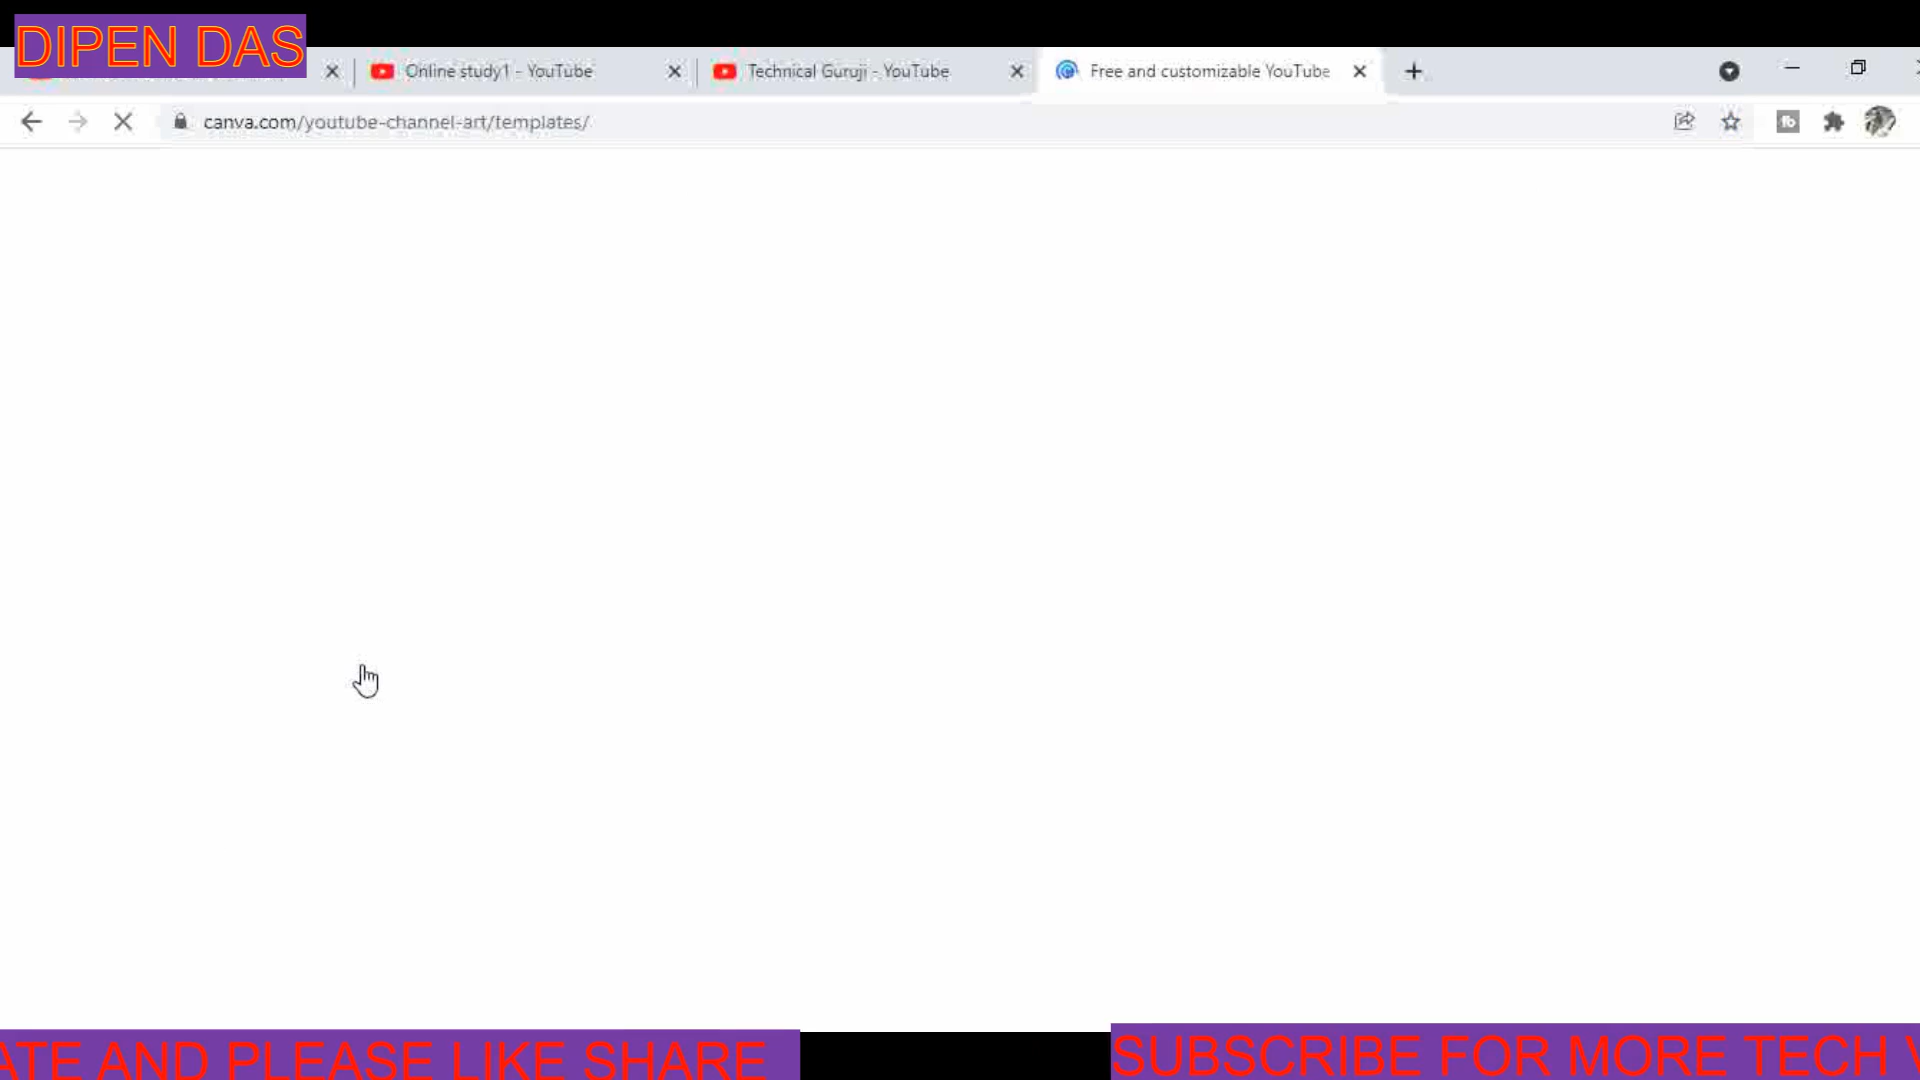 DIPEN DAS
Online study1 - YouTube
Technical Guruji - YouTube
Free and customizable YouTube
canva.com/youtube-channel-art/templates/
ATE AND PLEASE LIKE SHARE
SUBSCRIBE FOR MORE TECH V